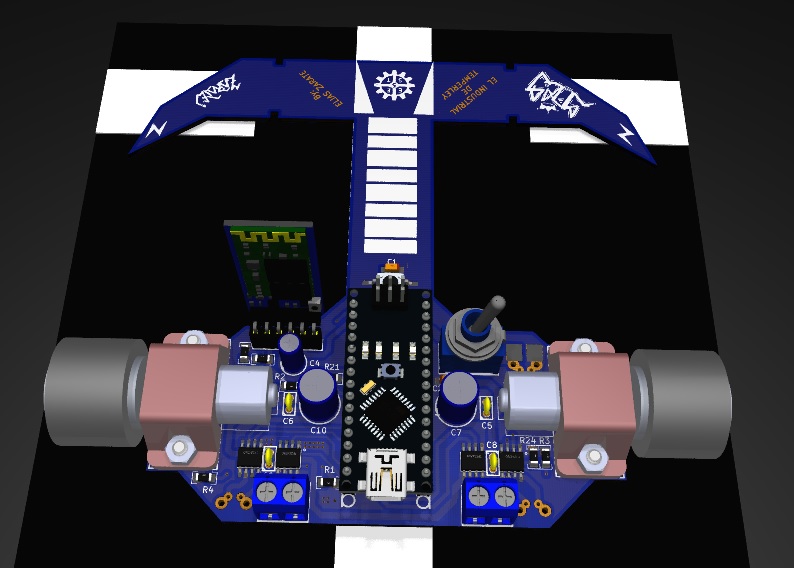 BY:
ELIAS ZARATE
EL INDUSTRIAL
DE
TEMPERLEY
C1
C4
R21
R2
C6
C10
C7
C5
C8
R24 R3
R4
R1